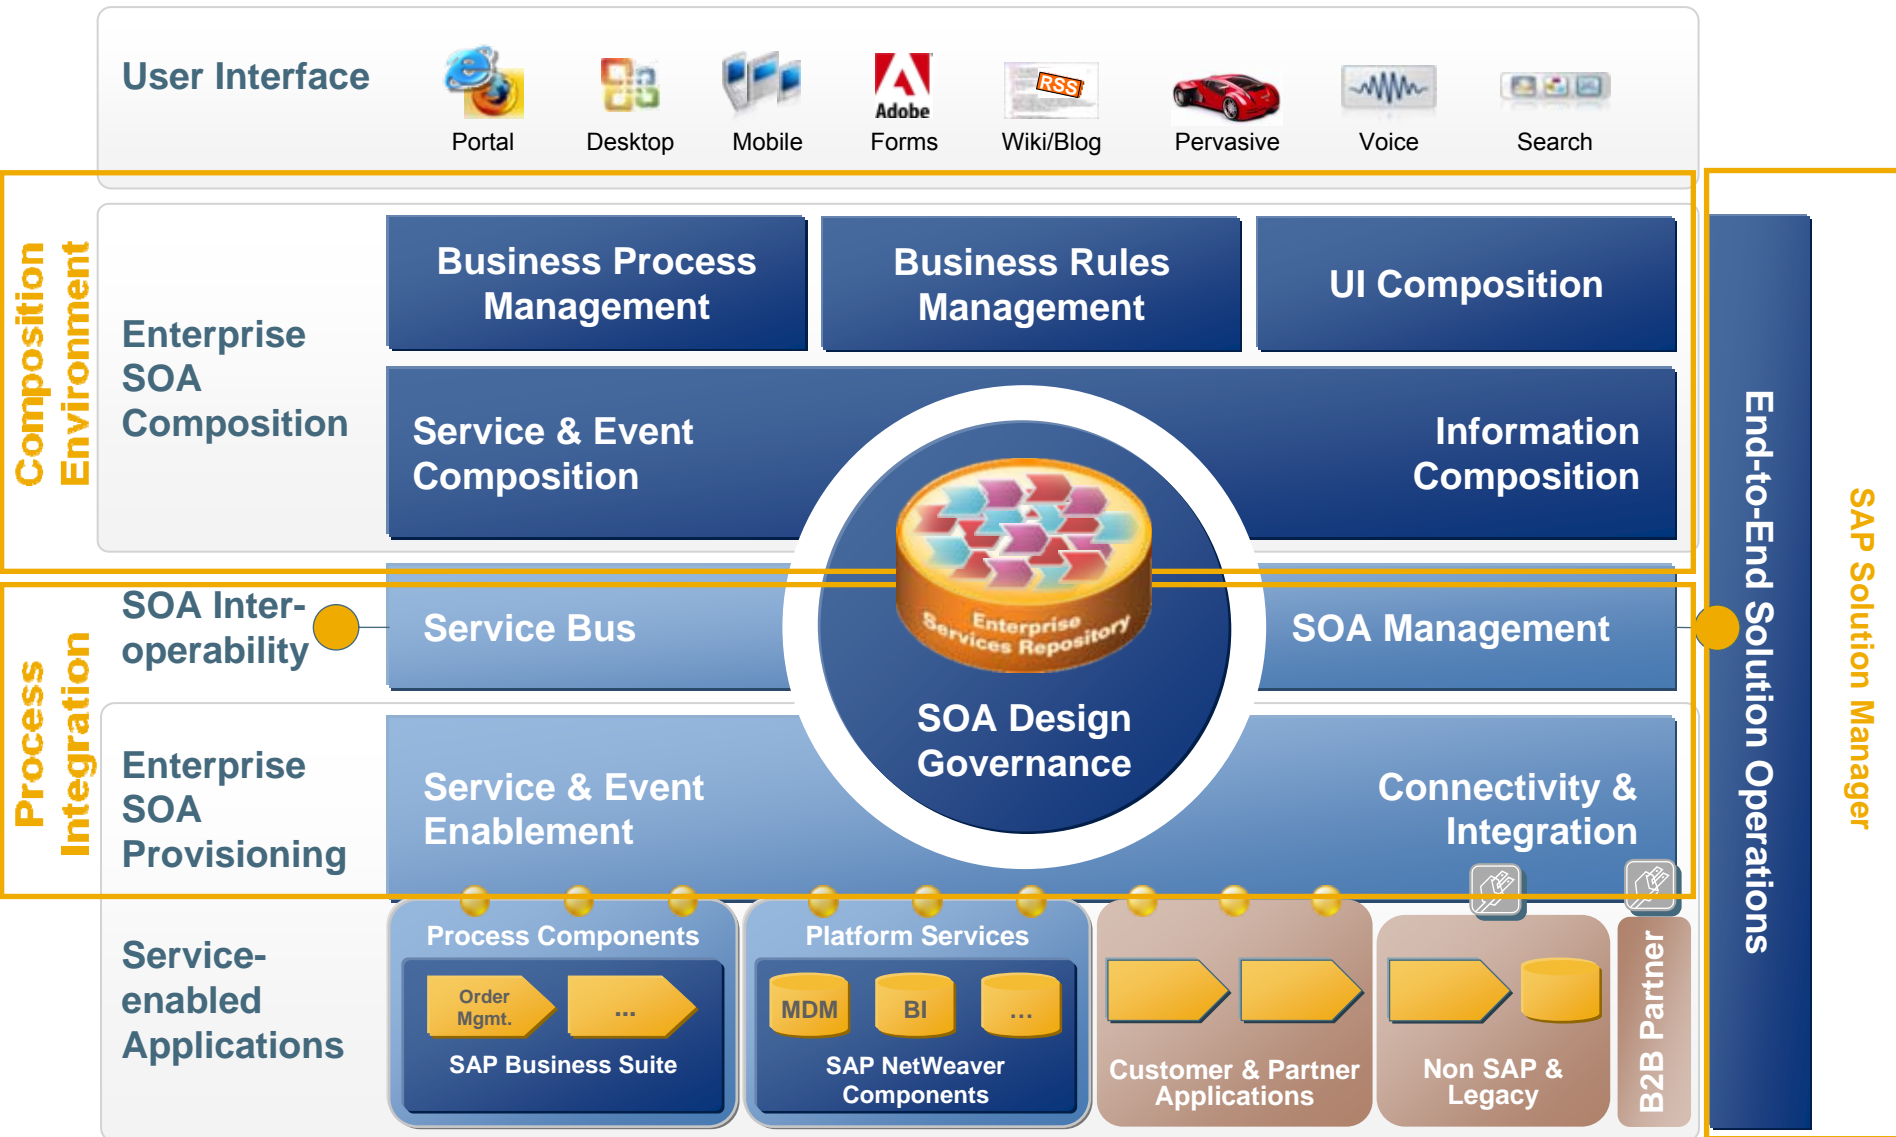 User Interface
Adobe
RSS
Portal
Desktop
Mobile
Forms
Wiki/Blog
Pervasive
Voice
Search
Composition
Environment
Enterprise
SOA
Composition
Business Process
Management
Business Rules
Management
UI Composition
Service & Event
Composition
Information
Composition
Process
Integration
SOA Inter-
operability
Service Bus
Enterprise
Services Repository
SOA Design
Governance
SOA Management
Enterprise
SOA
Provisioning
Service & Event
Enablement
Connectivity &
Integration
Service-
enabled
Applications
Process Components
Order
Mgmt.
...
SAP Business Suite
Platform Services
MDM
BI
...
SAP NetWeaver
Components
Customer & Partner
Applications
Non SAP &
Legacy
B2B Partner
End-to-End Solution Operations
SAP Solution Manager